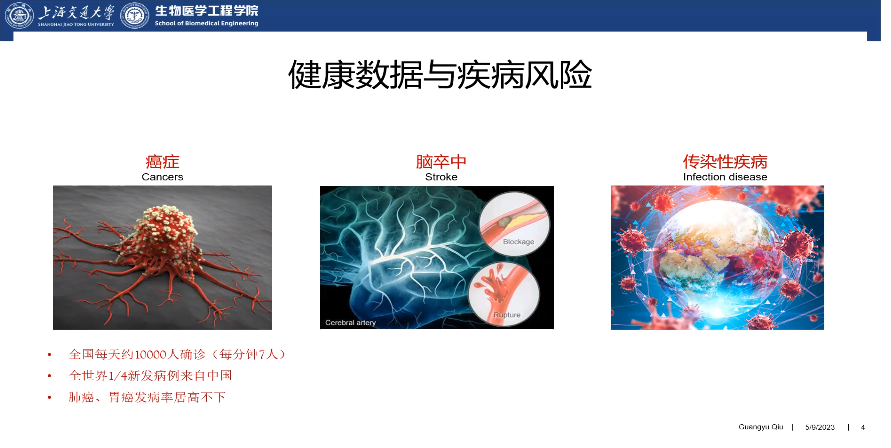 上海交通大学
SHANGHAI JIAO TONG UNIVERSITY
生物医学工程学院
School of Biomedical Engineering
健康数据与疾病风险
癌症
Cancers
脑卒中
Stroke
传染性疾病
Infection disease
Blockage
Rupture
Cerebral artery
• 全国每天约10000人确诊（每分钟7人）
• 全世界1/4新发病例来自中国
• 肺癌、胃癌发病率居高不下
Guangyu Qiu | 5/9/2023 | 4